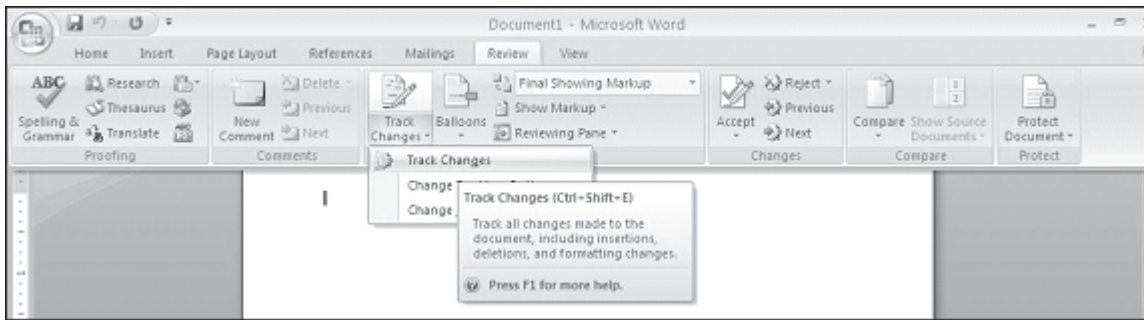 Document1 - Microsoft Word
Home Insert Page Layout References Mailings Review View
ABC Research Delete Final Showing Markup Reject
Thesaurus Previous Show Markup Previous
Spelling & Grammar Translate New Comment Next Track Changes Balloons Reviewing Pane Accept Next Compare Show Source Documents Protect Document
Proofing Comments Changes Compare Protect
Track Changes
Change
Track Changes (Ctrl+Shift+E)
Change
Track all changes made to the
document, including insertions,
deletions, and formatting changes.
Press F1 for more help.